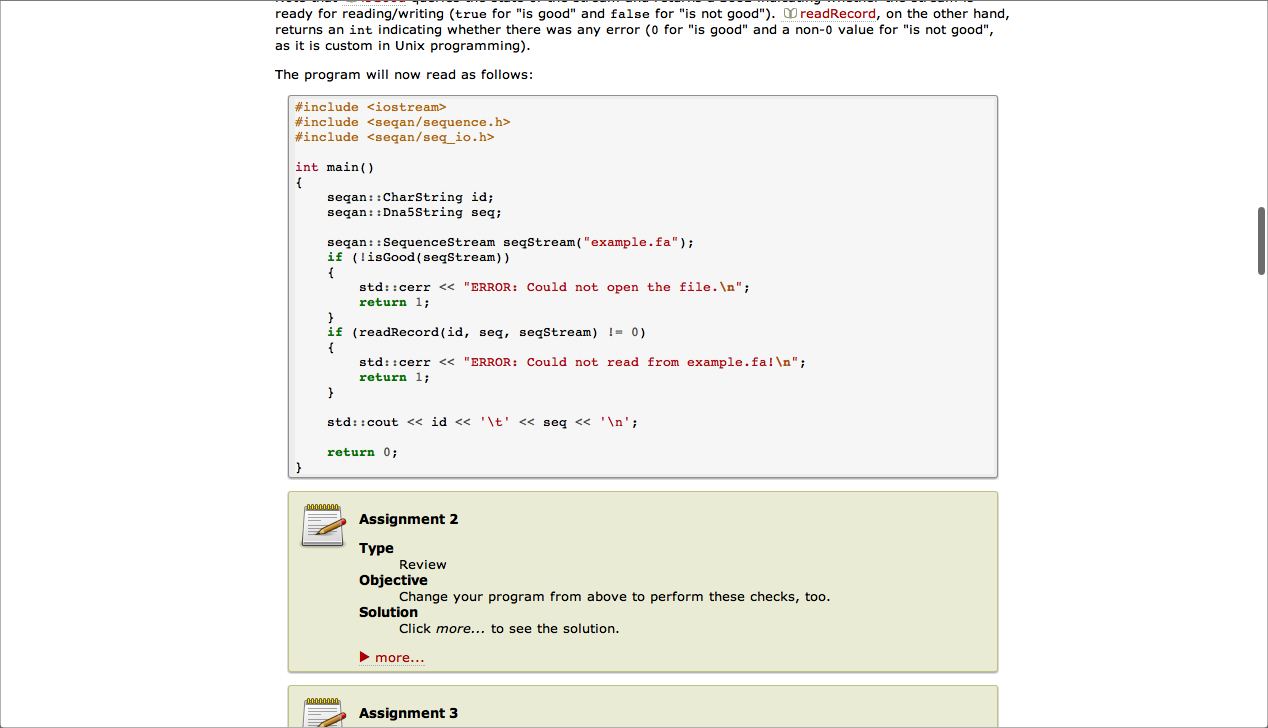 ready for reading/writing (true for "is good" and false for "is not good"). readRecord, on the other hand,
returns an int indicating whether there was any error (0 for "is good" and a non-0 value for "is not good",
as it is custom in Unix programming).
The program will now read as follows:
#include <iostream>
#include <seqan/sequence.h>
#include <seqan/seq_io.h>
int main()
{
    seqan::CharString id;
    seqan::Dna5String seq;
    seqan::SequenceStream seqStream("example.fa");
    if (!isGood(seqStream))
    {
        std::cerr << "ERROR: Could not open the file.\n";
        return 1;
    }
    if (readRecord(id, seq, seqStream) != 0)
    {
        std::cerr << "ERROR: Could not read from example.fa!\n";
        return 1;
    }
    std::cout << id << '\t' << seq << '\n';
    return 0;
}
Assignment 2
Type
Review
Objective
Change your program from above to perform these checks, too.
Solution
Click more... to see the solution.
more...
Assignment 3